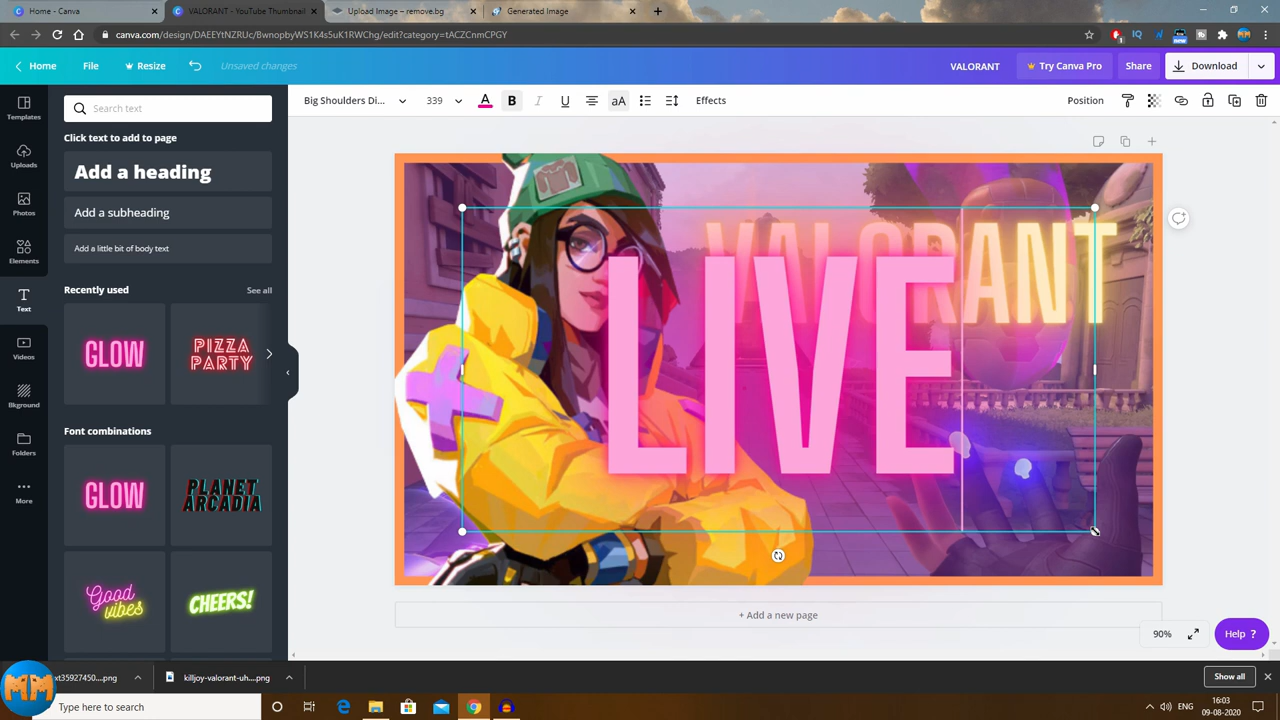 Home - Canva
VALORANT - YouTube Thumbnail
Upload Image – remove.bg
Generated Image
canva.com/design/DAEEYtNZRUc/BwnopbyWS1K4s5uK1RWChg/edit?category=tACZCnmCPGY
Home
File
Resize
Unsaved changes
VALORANT
Try Canva Pro
Share
Download
Search text
Big Shoulders Di...
339
A
B
I
U
aA
Effects
Position
Templates
Uploads
Photos
Elements
Text
Videos
Bkground
Folders
More
Click text to add to page
Add a heading
Add a subheading
Add a little bit of body text
Recently used
See all
GLOW
PIZZA
PARTY
Font combinations
GLOW
PLANET
ARCADIA
Good
vibes
CHEERS!
VALORANT
LIVE
+ Add a new page
90%
Help ?
xt35927450....png
killjoy-valorant-uh....png
Show all
Type here to search
ENG
16:03
09-08-2020